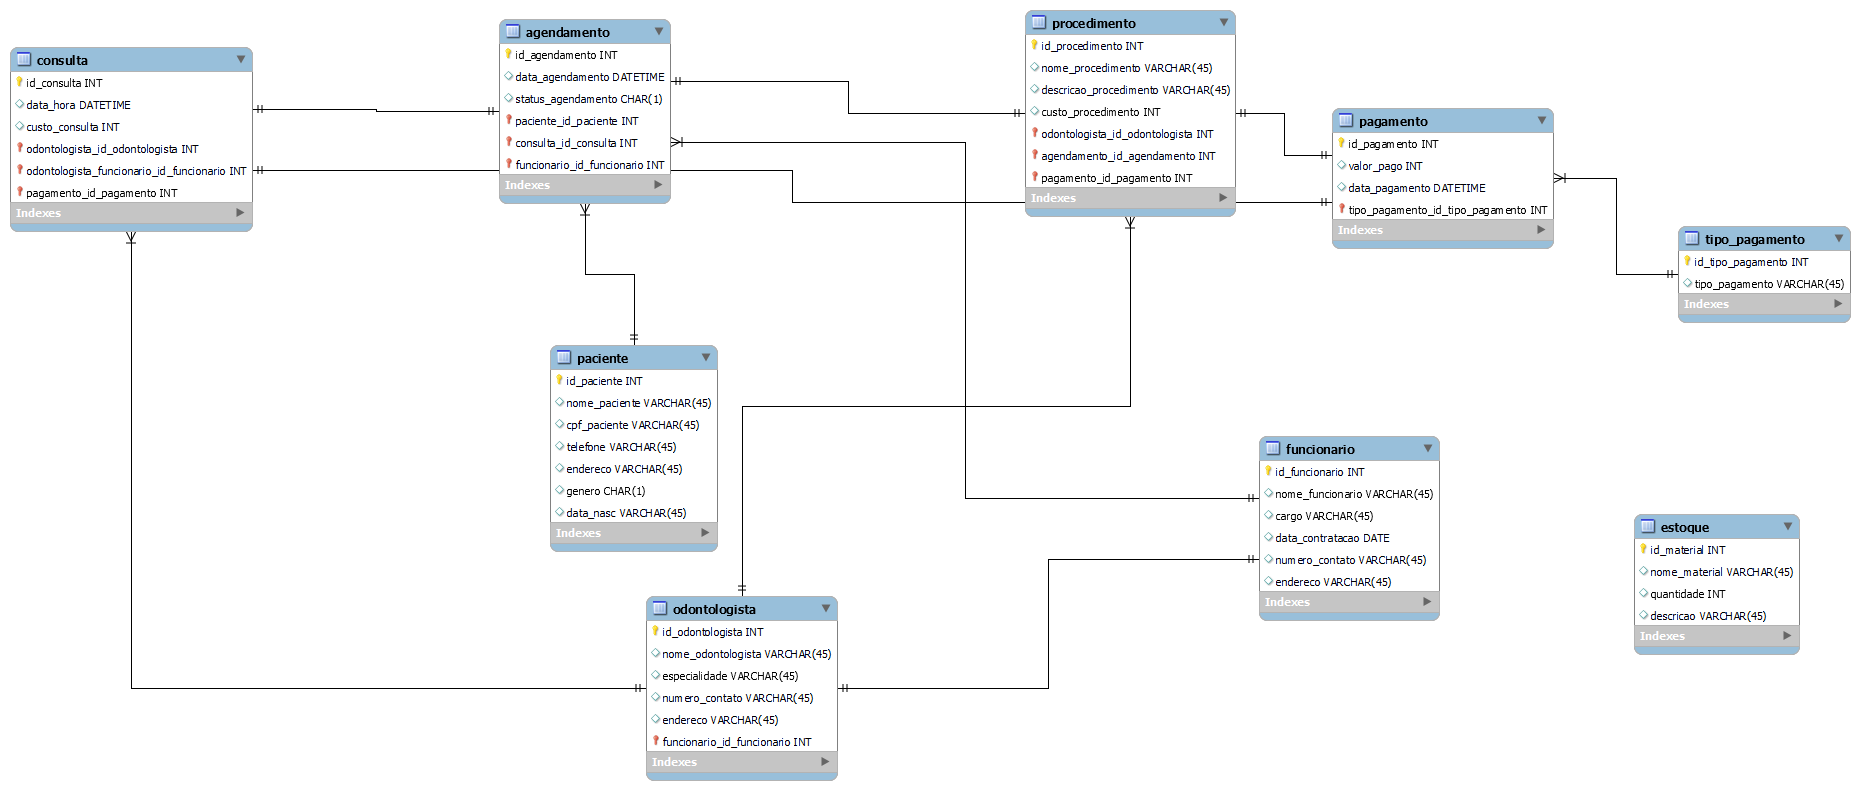 consulta
id_consulta INT
data_hora DATETIME
custo_consulta INT
odontologista_id_odontologista INT
odontologista_funcionario_id_funcionario INT
pagamento_id_pagamento INT
Indexes
agendamento
id_agendamento INT
data_agendamento DATETIME
status_agendamento CHAR(1)
paciente_id_paciente INT
consulta_id_consulta INT
funcionario_id_funcionario INT
Indexes
procedimento
id_procedimento INT
nome_procedimento VARCHAR(45)
descricao_procedimento VARCHAR(45)
custo_procedimento INT
odontologista_id_odontologista INT
agendamento_id_agendamento INT
pagamento_id_pagamento INT
Indexes
pagamento
id_pagamento INT
valor_pago INT
data_pagamento DATETIME
tipo_pagamento_id_tipo_pagamento INT
Indexes
tipo_pagamento
id_tipo_pagamento INT
tipo_pagamento VARCHAR(45)
Indexes
paciente
id_paciente INT
nome_paciente VARCHAR(45)
cpf_paciente VARCHAR(45)
telefone VARCHAR(45)
endereco VARCHAR(45)
genero CHAR(1)
data_nasc VARCHAR(45)
Indexes
funcionario
id_funcionario INT
nome_funcionario VARCHAR(45)
cargo VARCHAR(45)
data_contratacao DATE
numero_contato VARCHAR(45)
endereco VARCHAR(45)
Indexes
estoque
id_material INT
nome_material VARCHAR(45)
quantidade INT
descricao VARCHAR(45)
Indexes
odontologista
id_odontologista INT
nome_odontologista VARCHAR(45)
especialidade VARCHAR(45)
numero_contato VARCHAR(45)
endereco VARCHAR(45)
funcionario_id_funcionario INT
Indexes